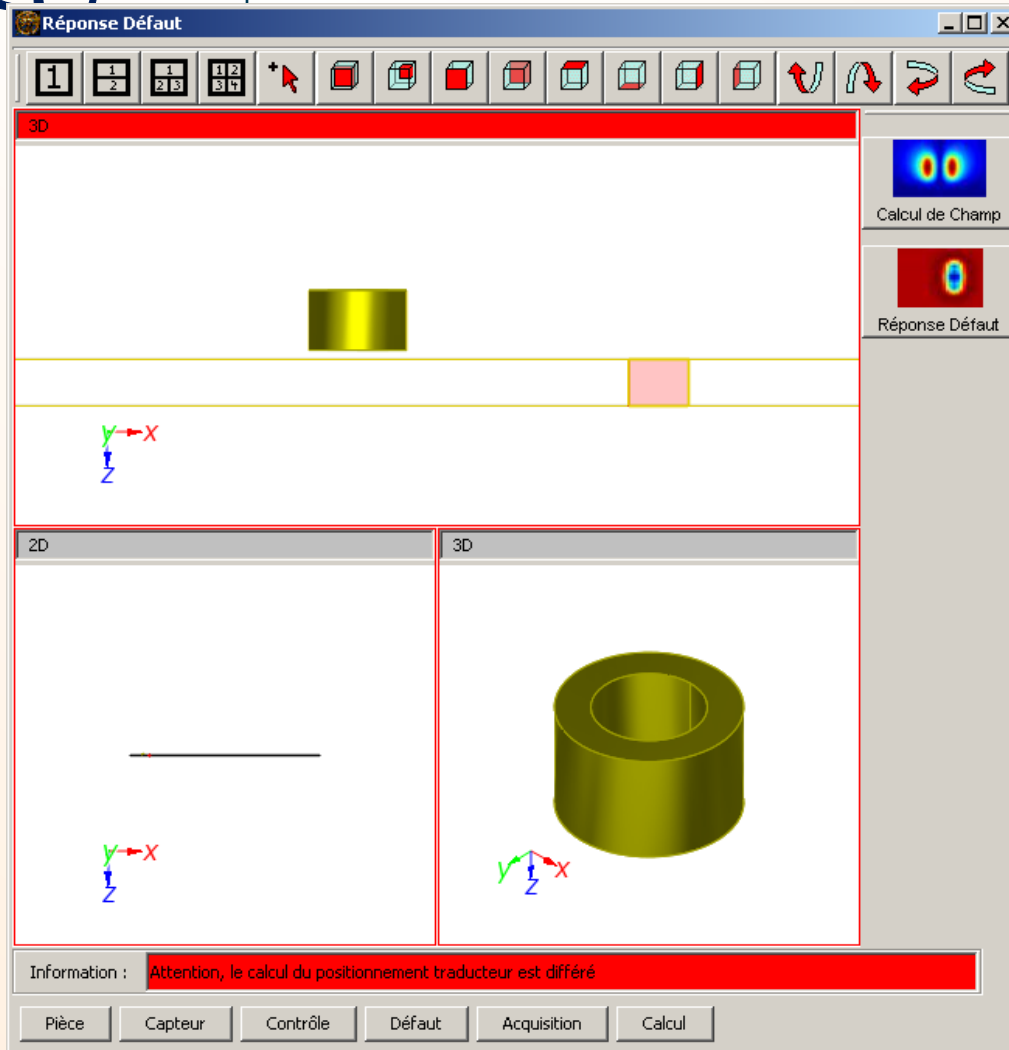 Réponse Défaut
1 1 2 1 2 3 1 2 3 4
3D
Calcul de Champ
Réponse Défaut
y x
z
2D
3D
y x
z
y z x
Information : Attention, le calcul du positionnement traducteur est différé
Pièce Capteur Contrôle Défaut Acquisition Calcul